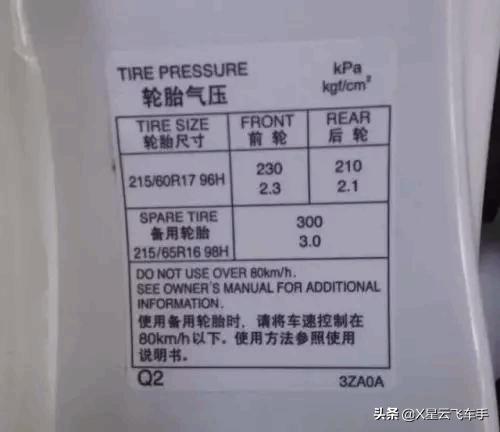 TIRE PRESSURE kPa
轮胎气压 kgf/cm²
TIRE SIZE FRONT REAR
轮胎尺寸 前 轮 后 轮
215/60R17 96H 230 210
2.3 2.1
SPARE TIRE 300
备用轮胎 3.0
215/65R16 98H
DO NOT USE OVER 80km/h.
SEE OWNER'S MANUAL FOR ADDITIONAL
INFORMATION.
使用备用轮胎时，请将车速控制在
80km/h以下。使用方法参照使用
说明书。
Q2 3ZA0A
头条 @X星云飞车手